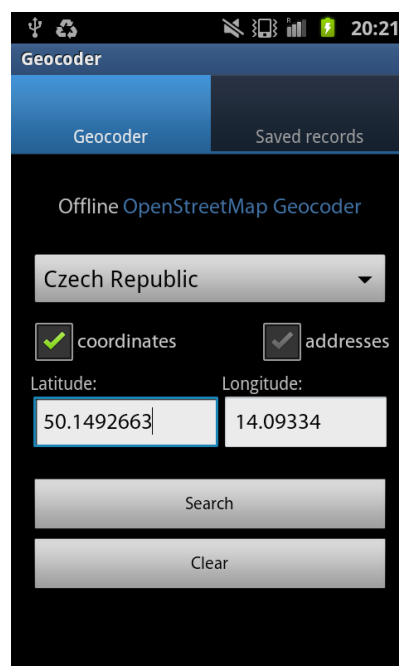 20:21
Geocoder
Geocoder Saved records
Offline OpenStreetMap Geocoder
Czech Republic
coordinates addresses
Latitude: Longitude:
50.1492663 14.09334
Search
Clear